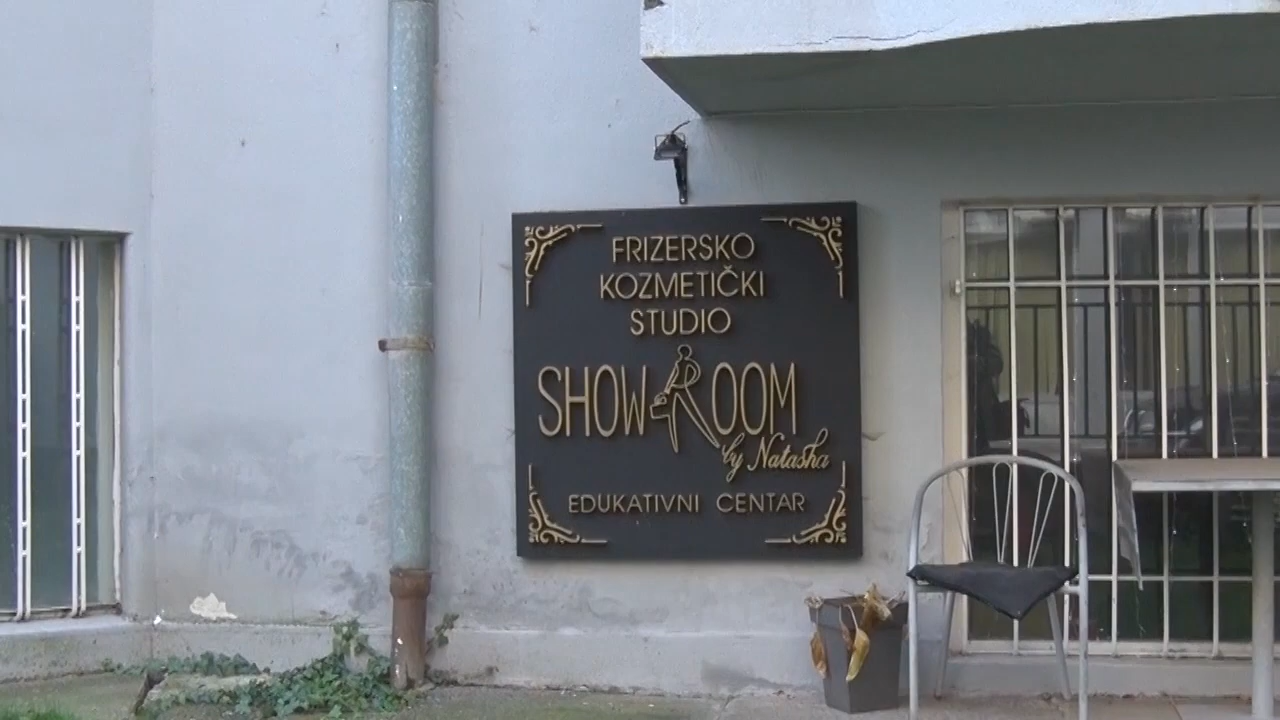 FRIZERSKO
KOZMETIČKI
STUDIO
SHOWROOM
by Natasha
EDUKATIVNI CENTAR